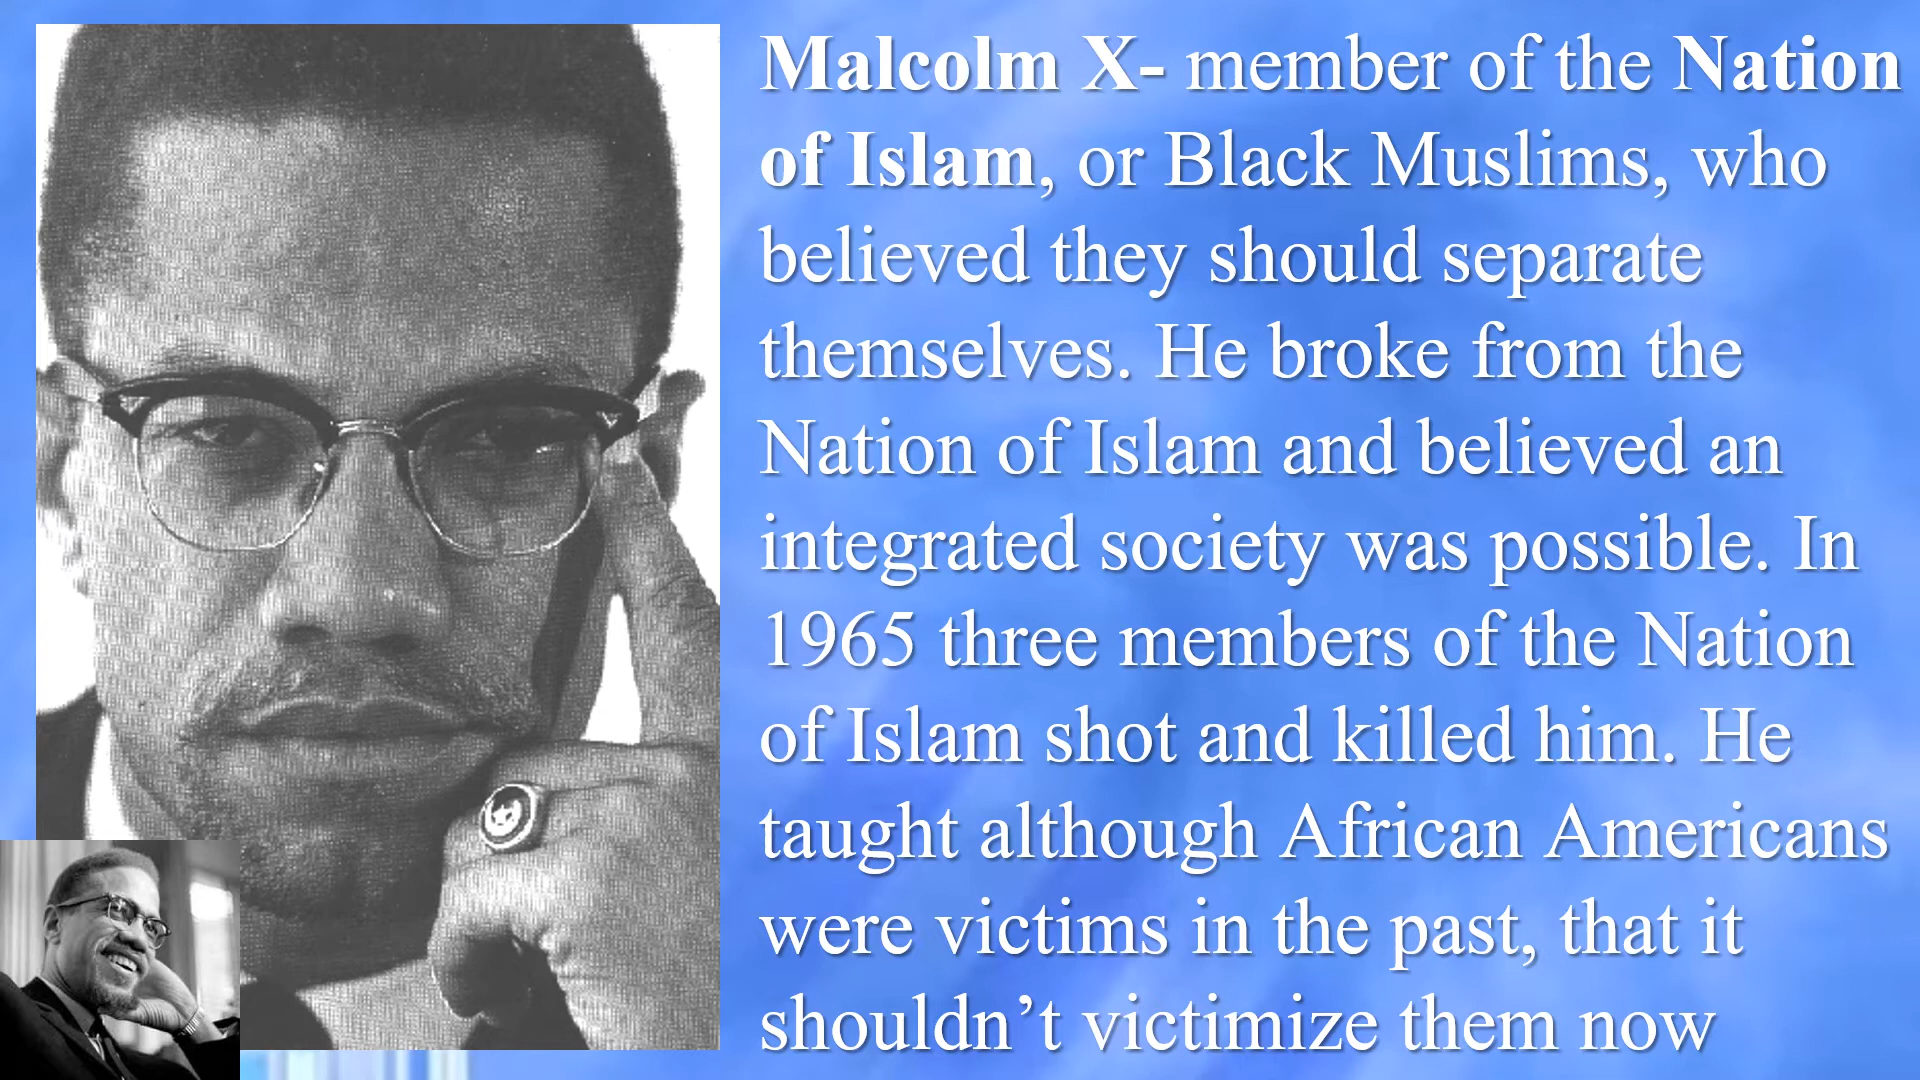 Malcolm X- member of the Nation
of Islam, or Black Muslims, who
believed they should separate
themselves. He broke from the
Nation of Islam and believed an
integrated society was possible. In
1965 three members of the Nation
of Islam shot and killed him. He
taught although African Americans
were victims in the past, that it
shouldn’t victimize them now